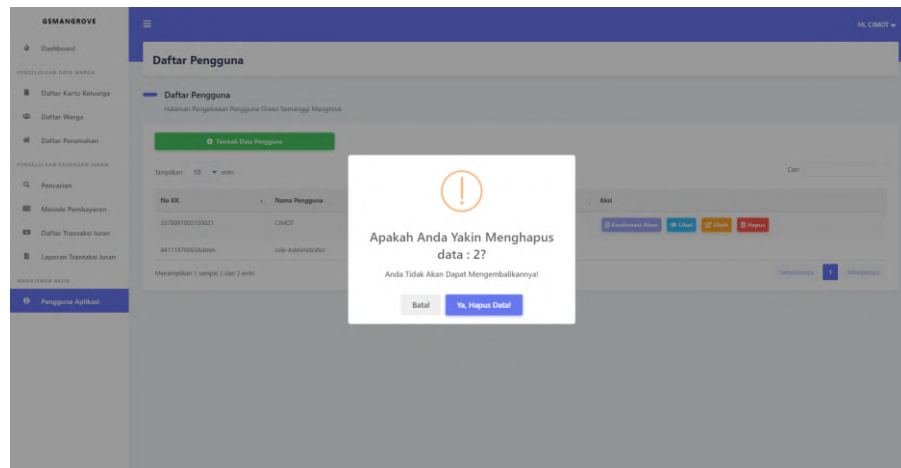 GSMANGROVE
HI, CIMOT
Dashboard
Daftar Pengguna
PENGELOLAAN DATA WARGA
Daftar Kartu Keluarga
Daftar Warga
Daftar Perumahan
PENGELOLAAN KEUANGAN IURAN
Pencarian
Metode Pembayaran
Daftar Transaksi Iuran
Laporan Transaksi Iuran
MANAJEMEN AKUN
Pengguna Aplikasi
Daftar Pengguna
Halaman Pengelolaan Pengguna Green Semanggi Mangrove
Tambah Data Pengguna
Tampilkan 10 entri
Cari:
No KK Nama Pengguna Aksi
CIMOT Konfirmasi Akun Lihat Ubah Hapus
Menampilkan 1 sampai 2 dari 2 entri
Sebelumnya 1 Selanjutnya
Apakah Anda Yakin Menghapus
data : 2?
Anda Tidak Akan Dapat Mengembalikannya!
Batal Ya, Hapus Data!